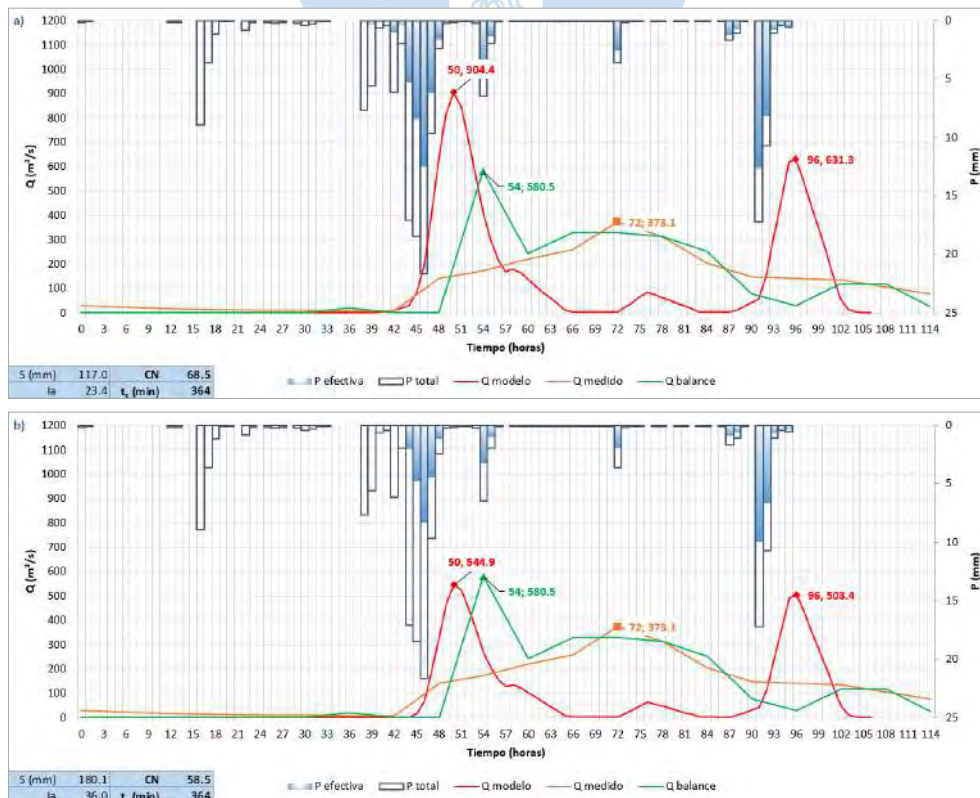 a)
1200 1100 1000 900 800 700 600 500 400 300 200 100 0
Q (m³/s)
50, 904.4
54; 580.5
72; 373.1
96, 631.3
0 5 10 15 20 25
P (mm)
0 3 6 9 12 15 18 21 24 27 30 33 36 39 42 45 48 51 54 57 60 63 66 69 72 75 78 81 84 87 90 93 96 99 102 105 108 111 114
Tiempo (horas)
S (mm) 117.0 CN 68.5
Ia 23.4 (min) 364
P efectiva P total Q modelo Q medido Q balance
b)
1200 1100 1000 900 800 700 600 500 400 300 200 100 0
Q (m³/s)
50, 544.9
54; 580.5
96, 503.4
0 5 10 15 20 25
P (mm)
0 3 6 9 12 15 18 21 24 27 30 33 36 39 42 45 48 51 54 57 60 63 66 69 72 75 78 81 84 87 90 93 96 99 102 105 108 111 114
Tiempo (horas)
S (mm) 180.1 CN 58.5
Ia 36.0 (min) 364
P efectiva P total Q modelo Q medido Q balance